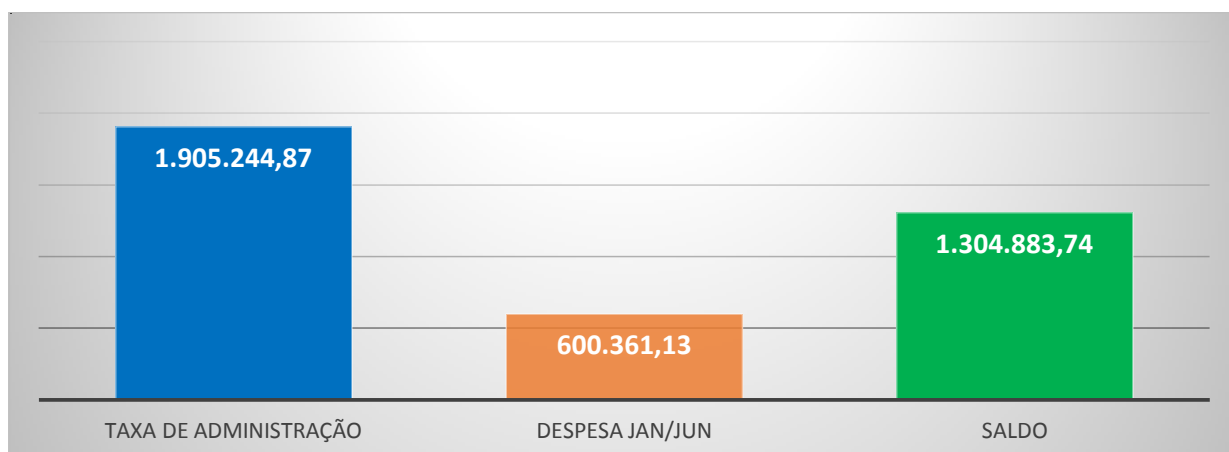 1.905.244,87
600.361,13
1.304.883,74
TAXA DE ADMINISTRAÇÃO
DESPESA JAN/JUN
SALDO